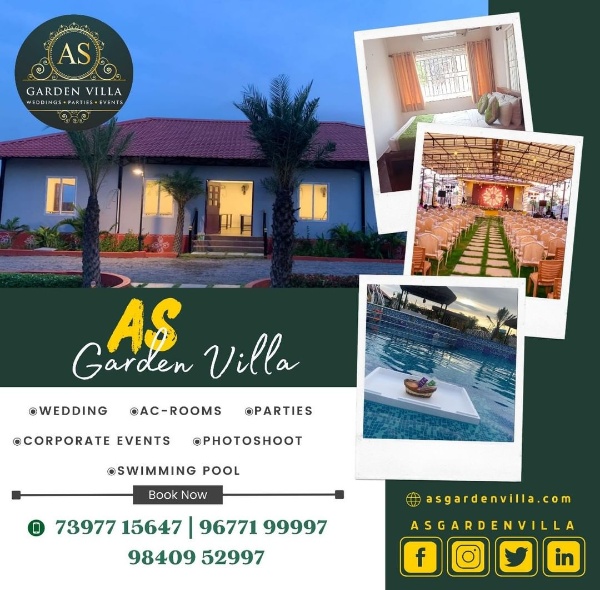 AS
GARDEN VILLA
WEDDINGS • PARTIES • EVENTS
AS
Garden Villa
◉WEDDING ◉AC-ROOMS ◉PARTIES
◉CORPORATE EVENTS ◉PHOTOSHOOT
◉SWIMMING POOL
Book Now
73977 15647 | 96771 99997
98409 52997
asgardenvilla.com
ASGARDENVILLA